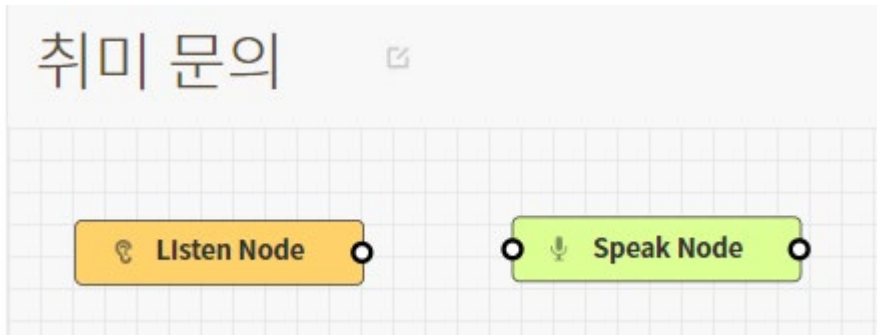 취미 문의
LIsten Node
Speak Node